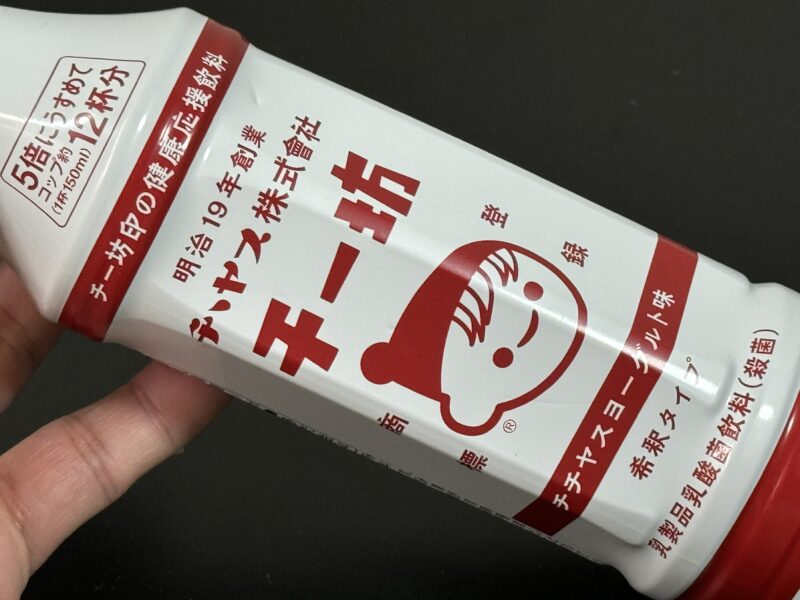 5倍にうすめて
コップ約12杯分
(1杯150ml)
チー坊印の健康応援飲料
明治19年創業
チチヤス株式會社
チー坊
登録
商標
®
チチヤスヨーグルト味
希釈タイプ
乳製品乳酸菌飲料(殺菌)